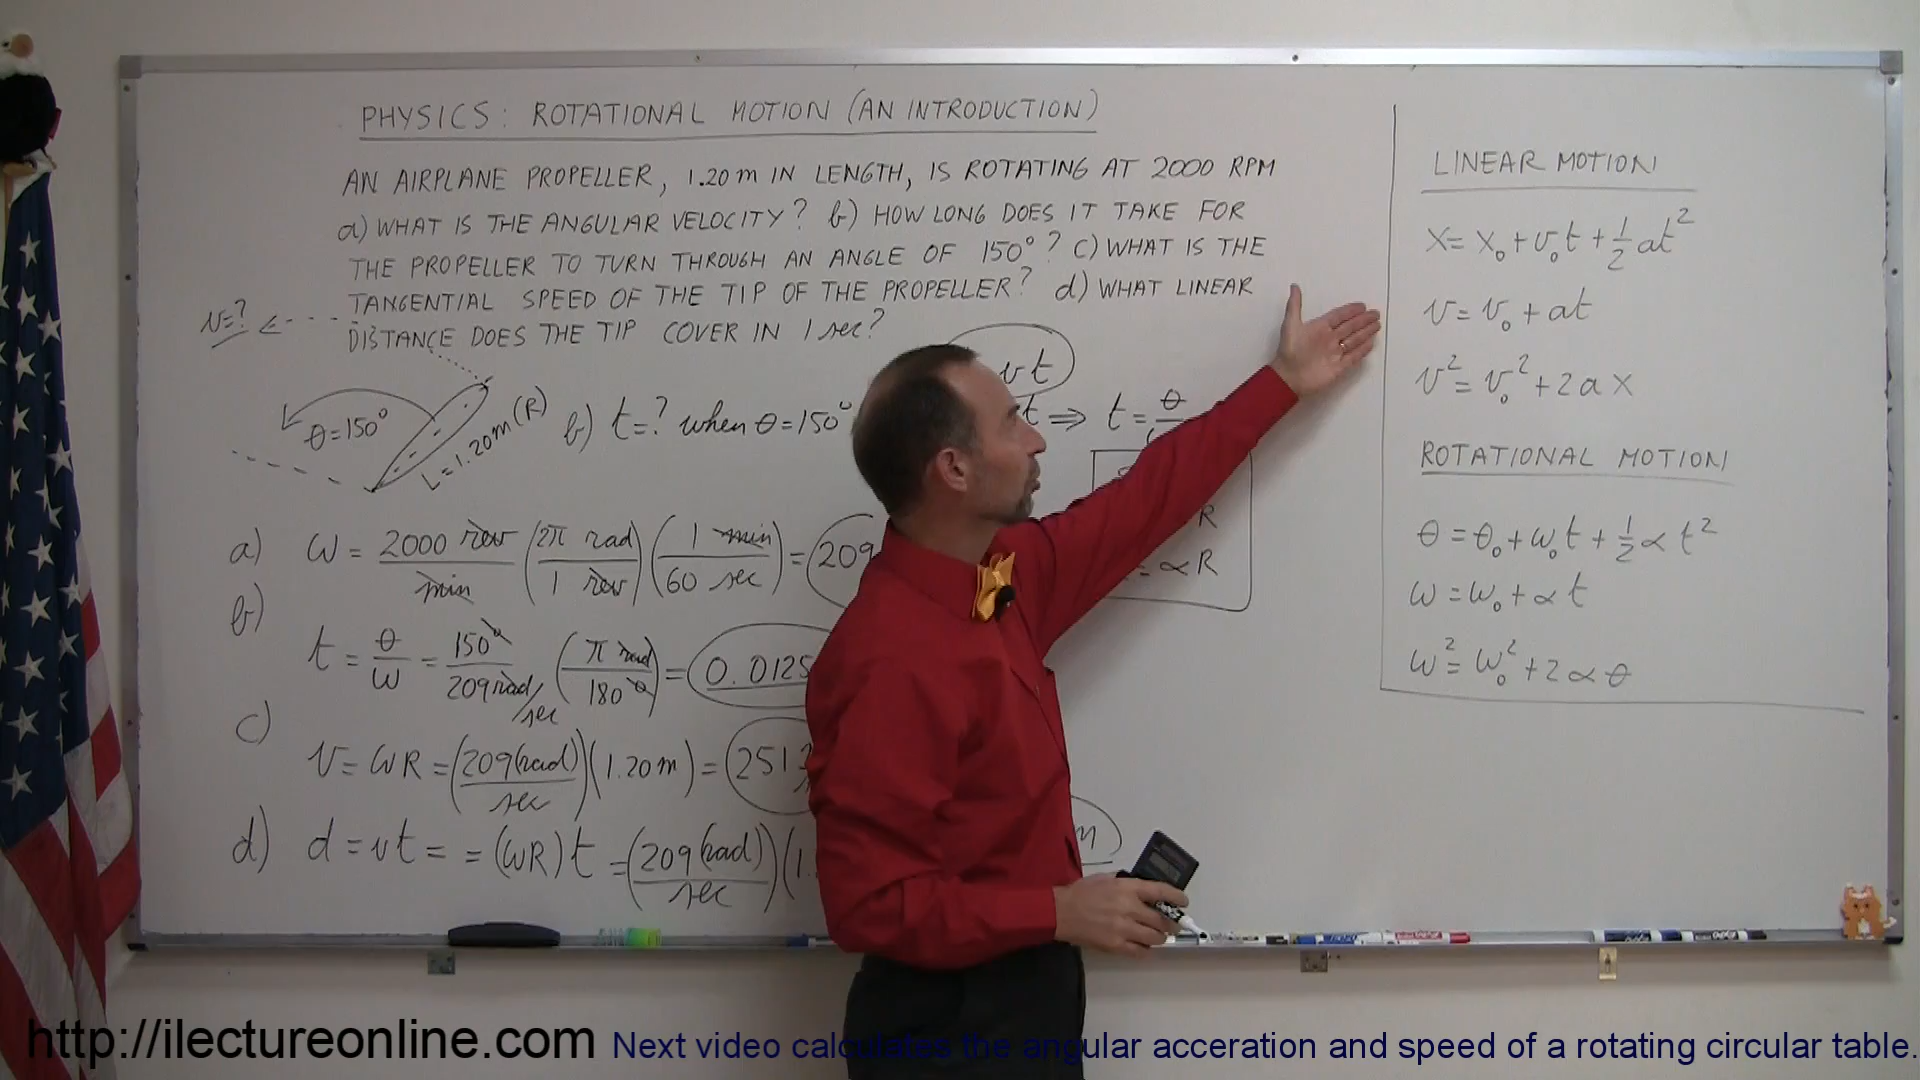 PHYSICS: ROTATIONAL MOTION (AN INTRODUCTION)
AN AIRPLANE PROPELLER, 1.20 m IN LENGTH, IS ROTATING AT 2000 RPM
a) WHAT IS THE ANGULAR VELOCITY? b) HOW LONG DOES IT TAKE FOR
THE PROPELLER TO TURN THROUGH AN ANGLE OF 150°? C) WHAT IS THE
TANGENTIAL SPEED OF THE TIP OF THE PROPELLER? d) WHAT LINEAR
DISTANCE DOES THE TIP COVER IN 1 sec?
v=?
θ=150°
L=1.20m (R)
b) t=? when θ=150°
vt
t ⇒ t = θ
R
= αR
a) ω = 2000 rev/min (2π rad/1 rev) (1 min/60 sec) = 209
b)
t = θ/ω = 150°/209 rad/sec (π rad/180°) = 0.0125
c)
v = ωR = (209(rad)/sec)(1.20m) = 251
d) d = vt = = (ωR)t = (209(rad)/sec)(1.
m
LINEAR MOTION
x = x₀ + v₀t + ½at²
v = v₀ + at
v² = v₀² + 2ax
ROTATIONAL MOTION
θ = θ₀ + ω₀t + ½αt²
ω = ω₀ + αt
ω² = ω₀² + 2αθ
http://ilectureonline.com Next video calculates the angular acceration and speed of a rotating circular table.